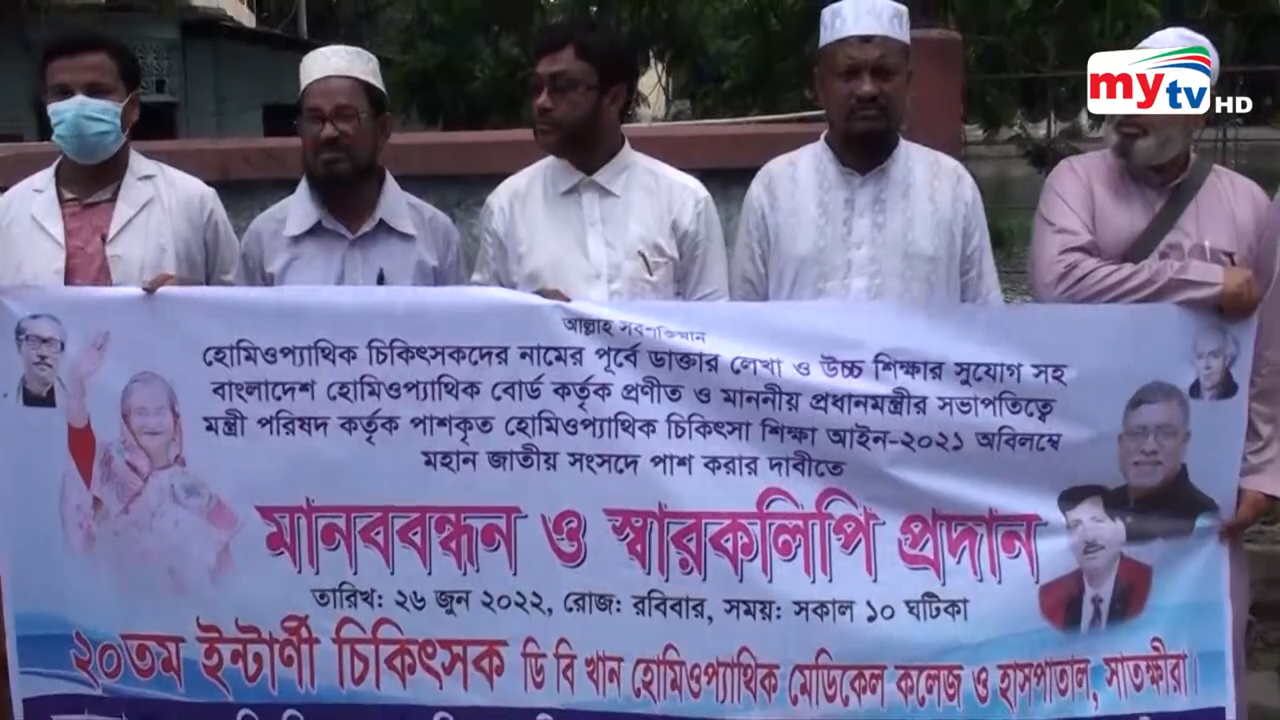 my tv HD
আল্লাহ সর্বশক্তিমান
হোমিওপ্যাথিক চিকিৎসকদের নামের পূর্বে ডাক্তার লেখা ও উচ্চ শিক্ষার সুযোগ সহ
বাংলাদেশ হোমিওপ্যাথিক বোর্ড কর্তৃক প্রণীত ও মাননীয় প্রধানমন্ত্রীর সভাপতিত্বে
মন্ত্রী পরিষদ কর্তৃক পাশকৃত হোমিওপ্যাথিক চিকিৎসা শিক্ষা আইন-২০২১ অবিলম্বে
মহান জাতীয় সংসদে পাশ করার দাবীতে
মানববন্ধন ও স্বারকলিপি প্রদান
তারিখ: ২৬ জুন ২০২২, রোজ: রবিবার, সময়: সকাল ১০ ঘটিকা
২০তম ইন্টার্ণী চিকিৎসক ডি বি খান হোমিওপ্যাথিক মেডিকেল কলেজ ও হাসপাতাল, সাতক্ষীরা।